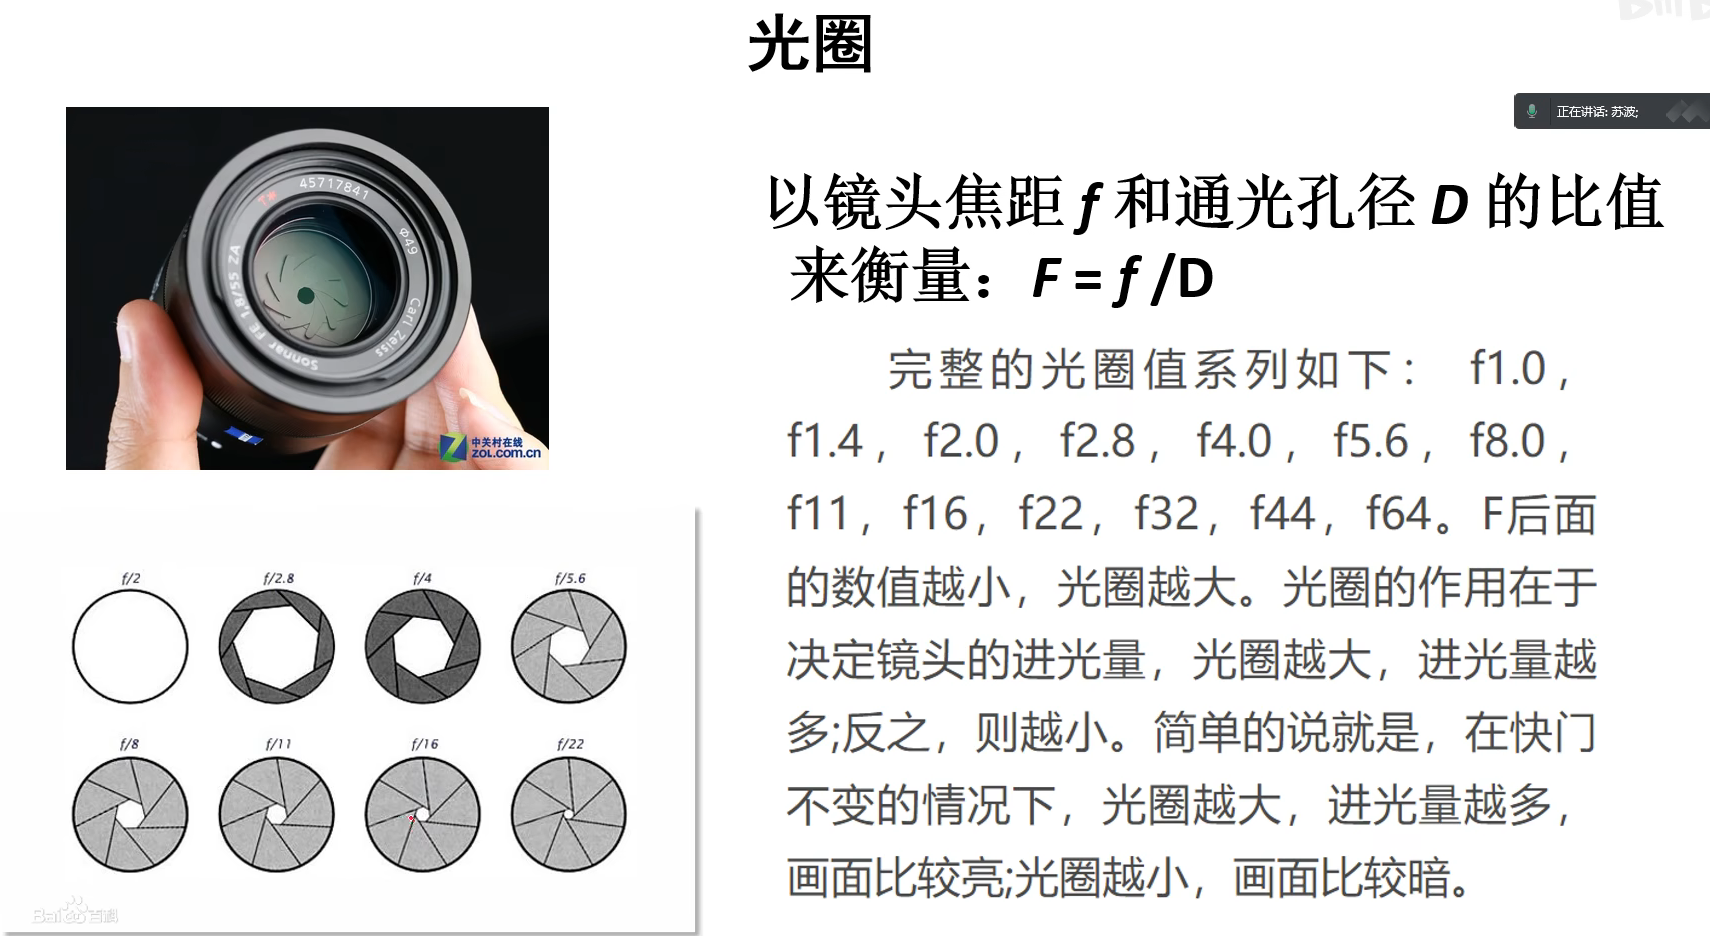 光圈
正在讲话: 苏波;
45717841
T*
Φ49
Sonnar FE 1.8/55 ZA
Carl Zeiss
中关村在线
ZOL.COM.CN
以镜头焦距 f 和通光孔径 D 的比值
来衡量：F = f /D
完整的光圈值系列如下： f1.0，
f1.4， f2.0， f2.8， f4.0， f5.6， f8.0，
f11，f16，f22，f32，f44，f64。F后面
的数值越小，光圈越大。光圈的作用在于
决定镜头的进光量，光圈越大，进光量越
多;反之，则越小。简单的说就是，在快门
不变的情况下，光圈越大，进光量越多，
画面比较亮;光圈越小，画面比较暗。
f/2 f/2.8 f/4 f/5.6
f/8 f/11 f/16 f/22
Baidu百科